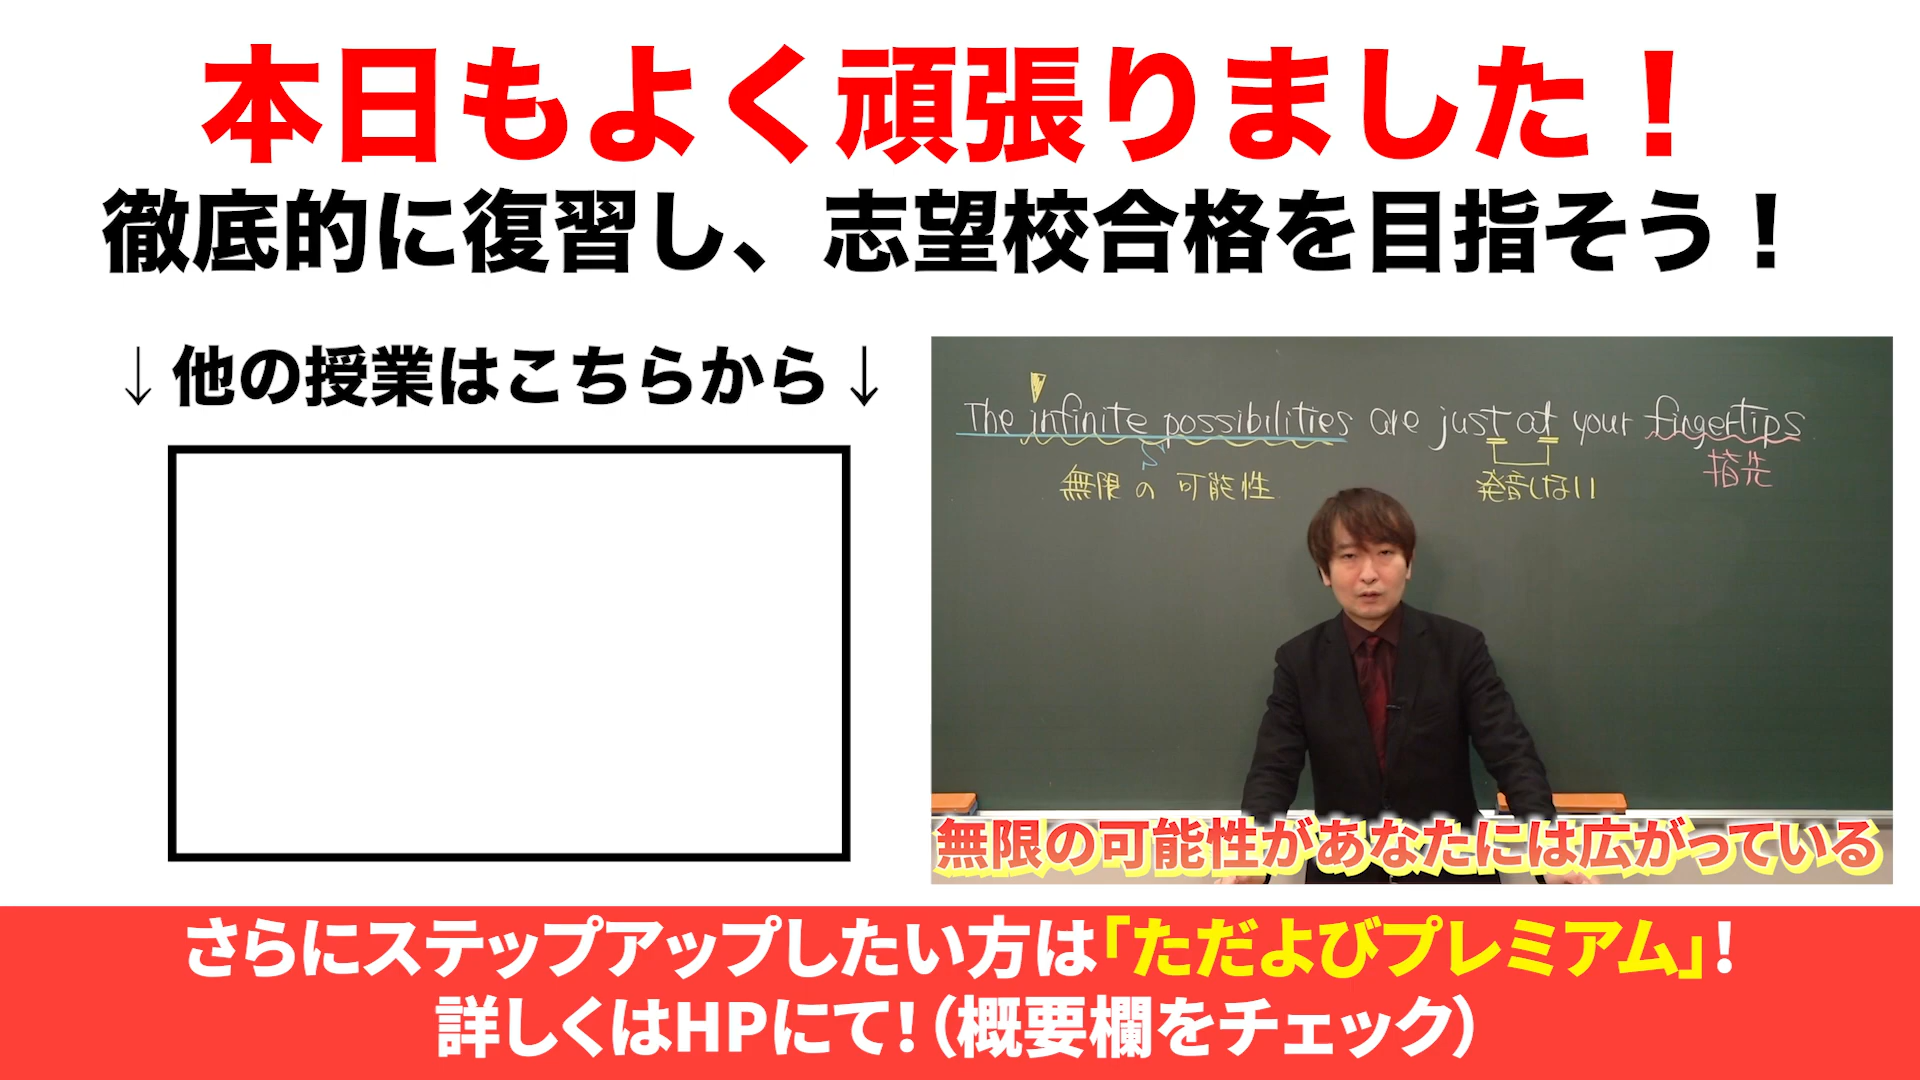 本日もよく頑張りました！
徹底的に復習し、志望校合格を目指そう！
↓他の授業はこちらから↓
The infinite possibilities are just at your fingertips
無限の可能性
発音しない
指先
無限の可能性があなたには広がっている
さらにステップアップしたい方は「ただよびプレミアム」！
詳しくはHPにて！（概要欄をチェック）